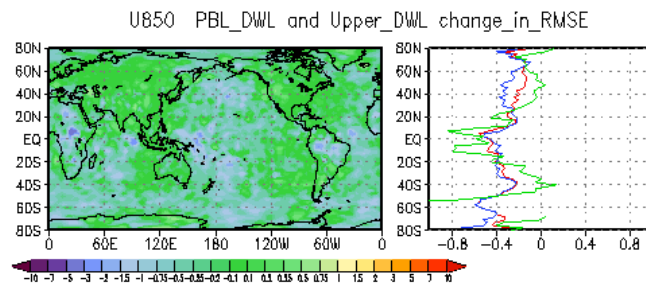 U850 PBL_DWL and Upper_DWL change_in_RMSE
80N 80N
60N 60N
40N 40N
20N 20N
EQ EQ
20S 20S
40S 40S
60S 60S
80S 80S
0 60E 120E 180 120W 60W 0 -0.8 -0.4 0 0.4 0.8
-10 -7 -5 -3 -2 -1.5 -1 -0.75 -0.5 -0.35 -0.2 -0.1 0.1 0.2 0.35 0.5 0.75 1 1.5 2 3 5 7 10